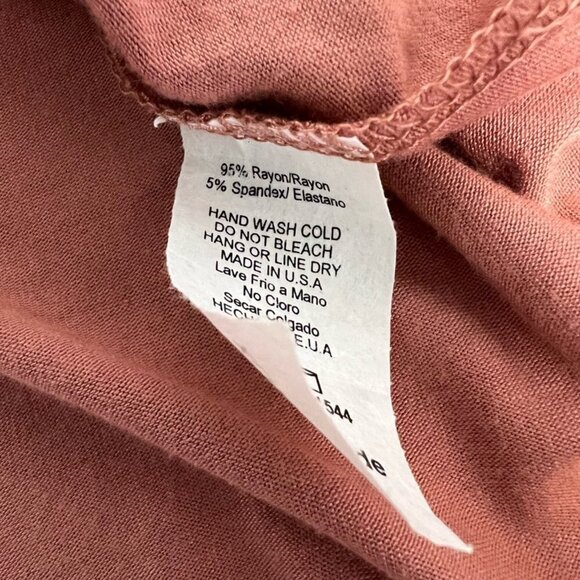 95% Rayon/Rayon
5% Spandex/ Elastano
HAND WASH COLD
DO NOT BLEACH
HANG OR LINE DRY
MADE IN U.S.A
Lave Frio a Mano
No Cloro
Secar Colgado
E.U.A
544